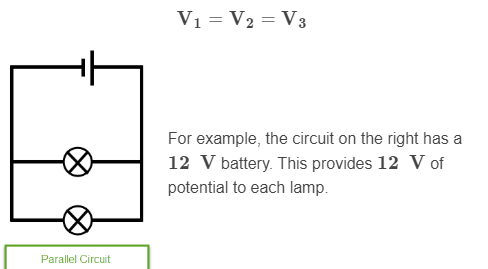 V₁ = V₂ = V₃
For example, the circuit on the right has a
12 V battery. This provides 12 V of
potential to each lamp.
Parallel Circuit